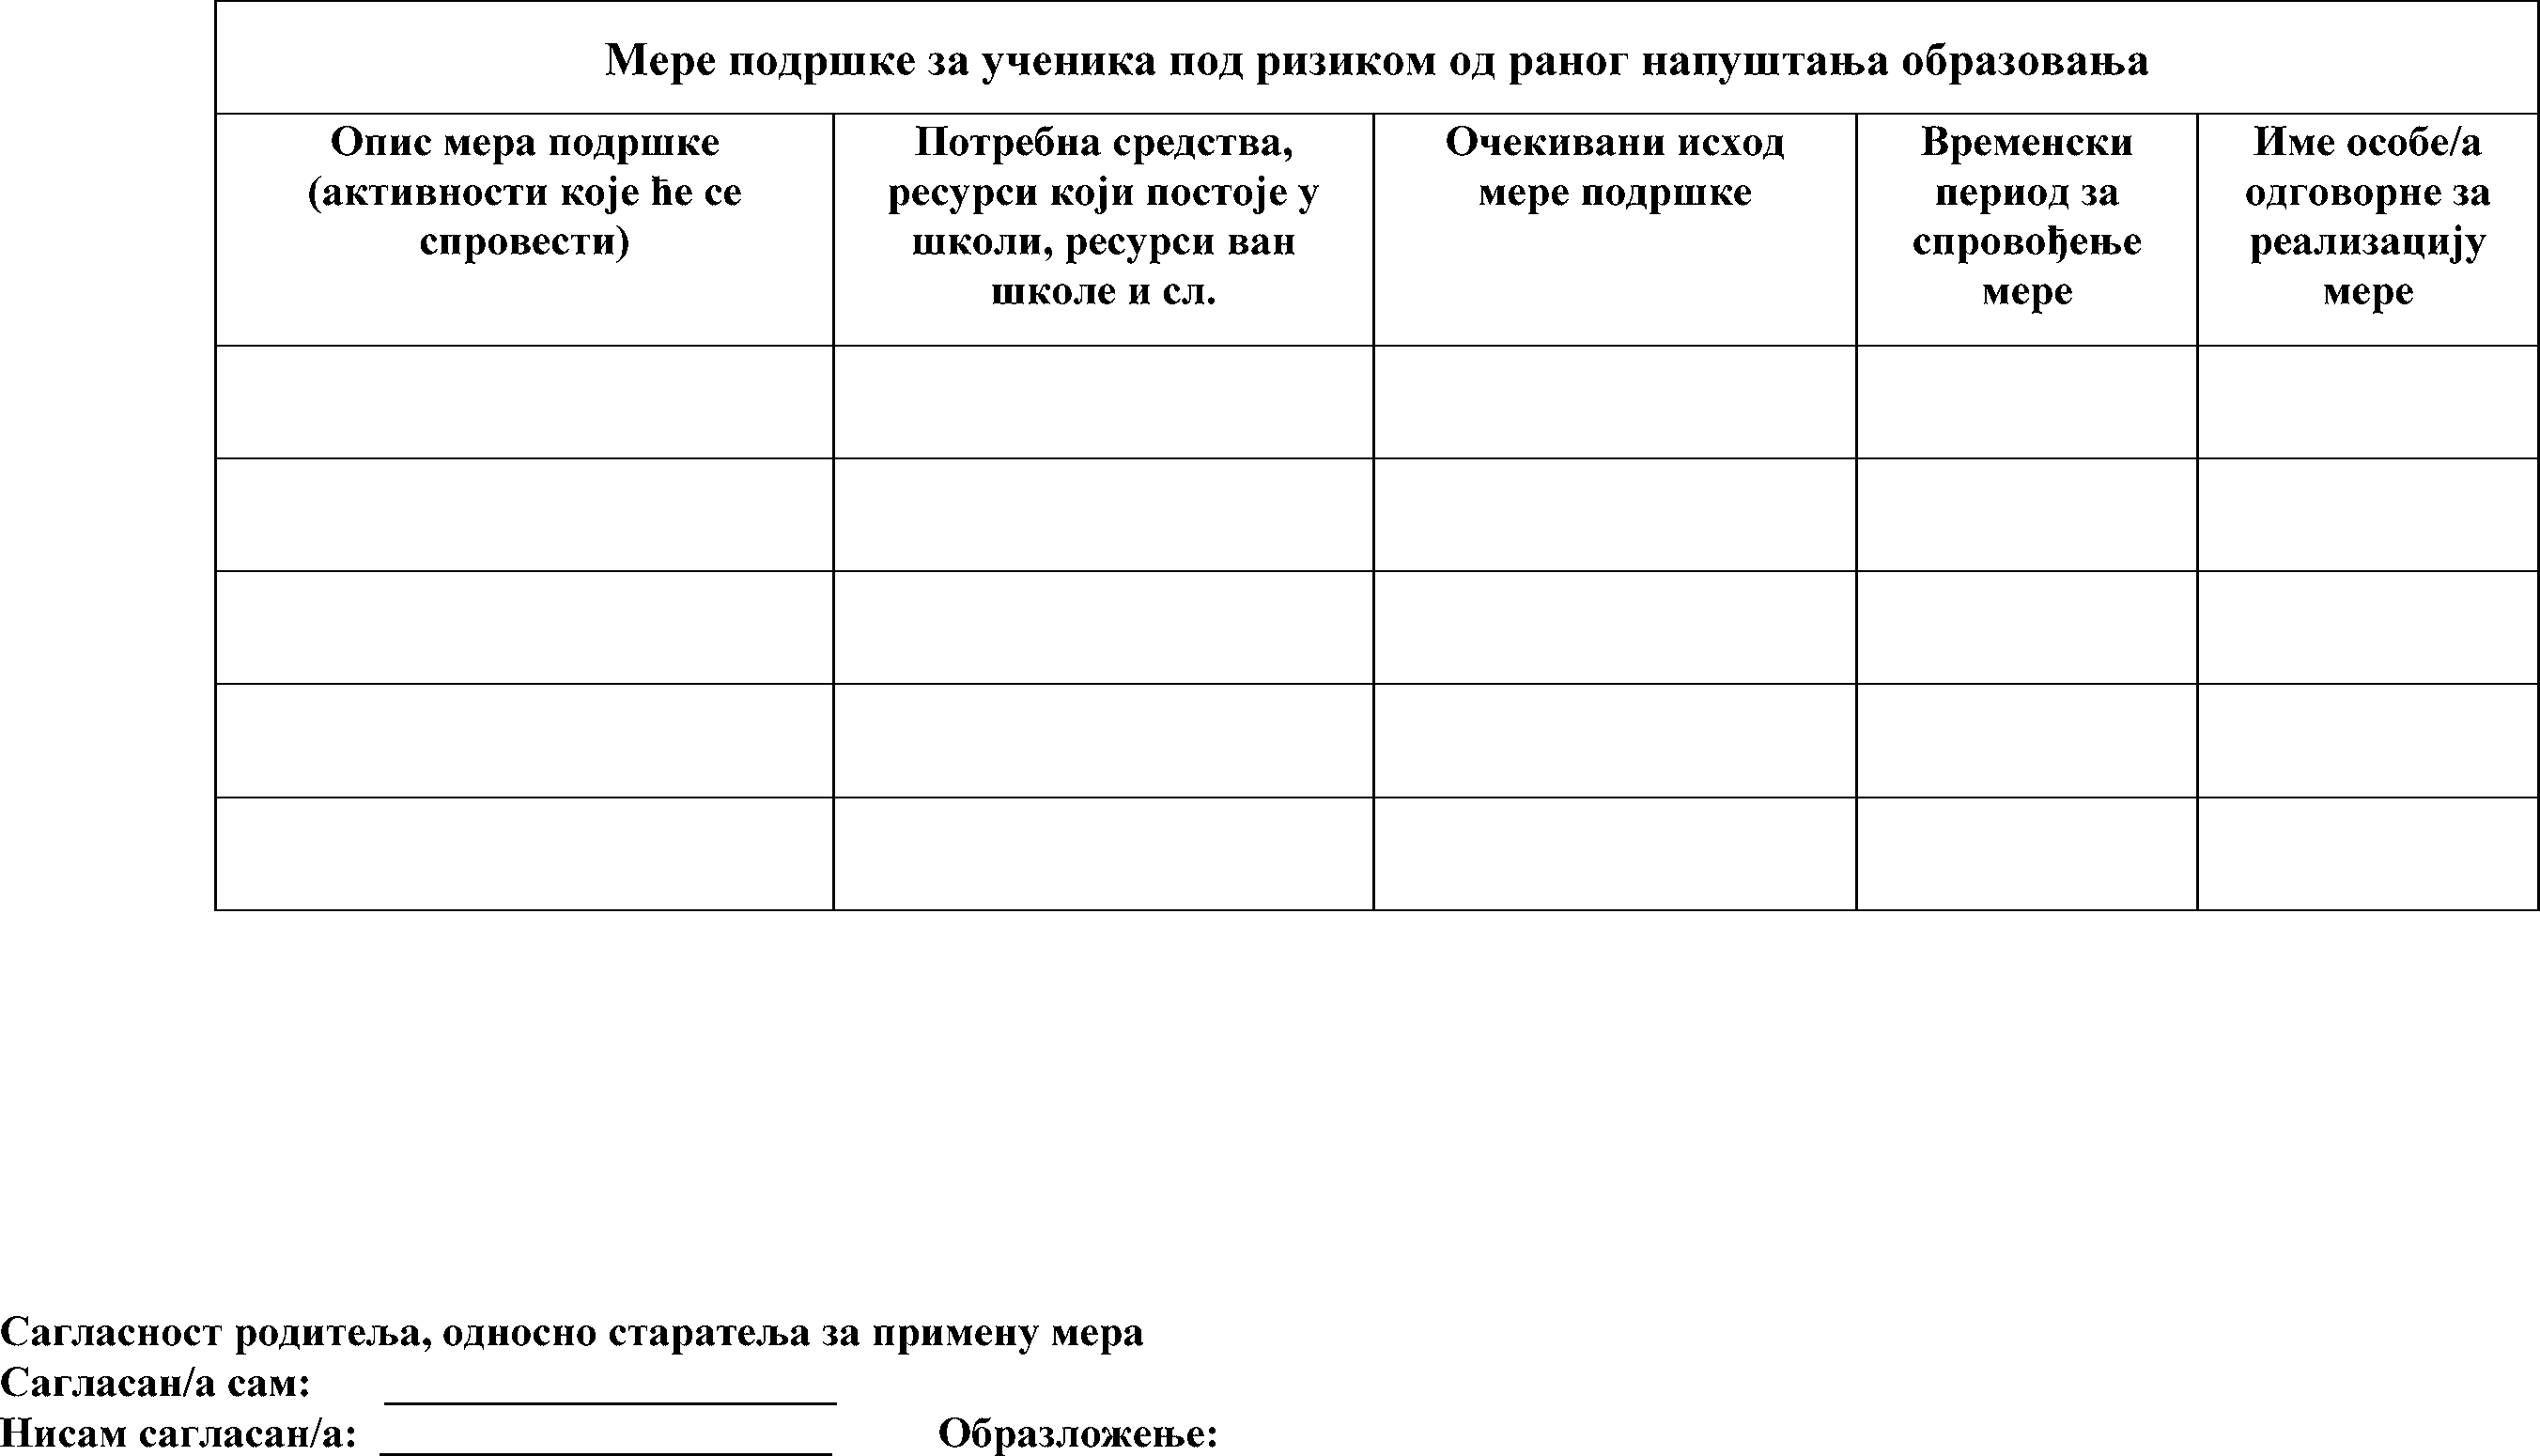 Мере подршке за ученика под ризиком од раног напуштања образовања
Опис мера подршке
(активности које ће се
спровести)
Потребна средства,
ресурси који постоје у
школи, ресурси ван
школе и сл.
Очекивани исход
мере подршке
Временски
период за
спровођење
мере
Име особе/а
одговорне за
реализацију
мере
Сагласност родитеља, односно старатеља за примену мера
Сагласан/а сам:
Нисам сагласан/а: Образложење: